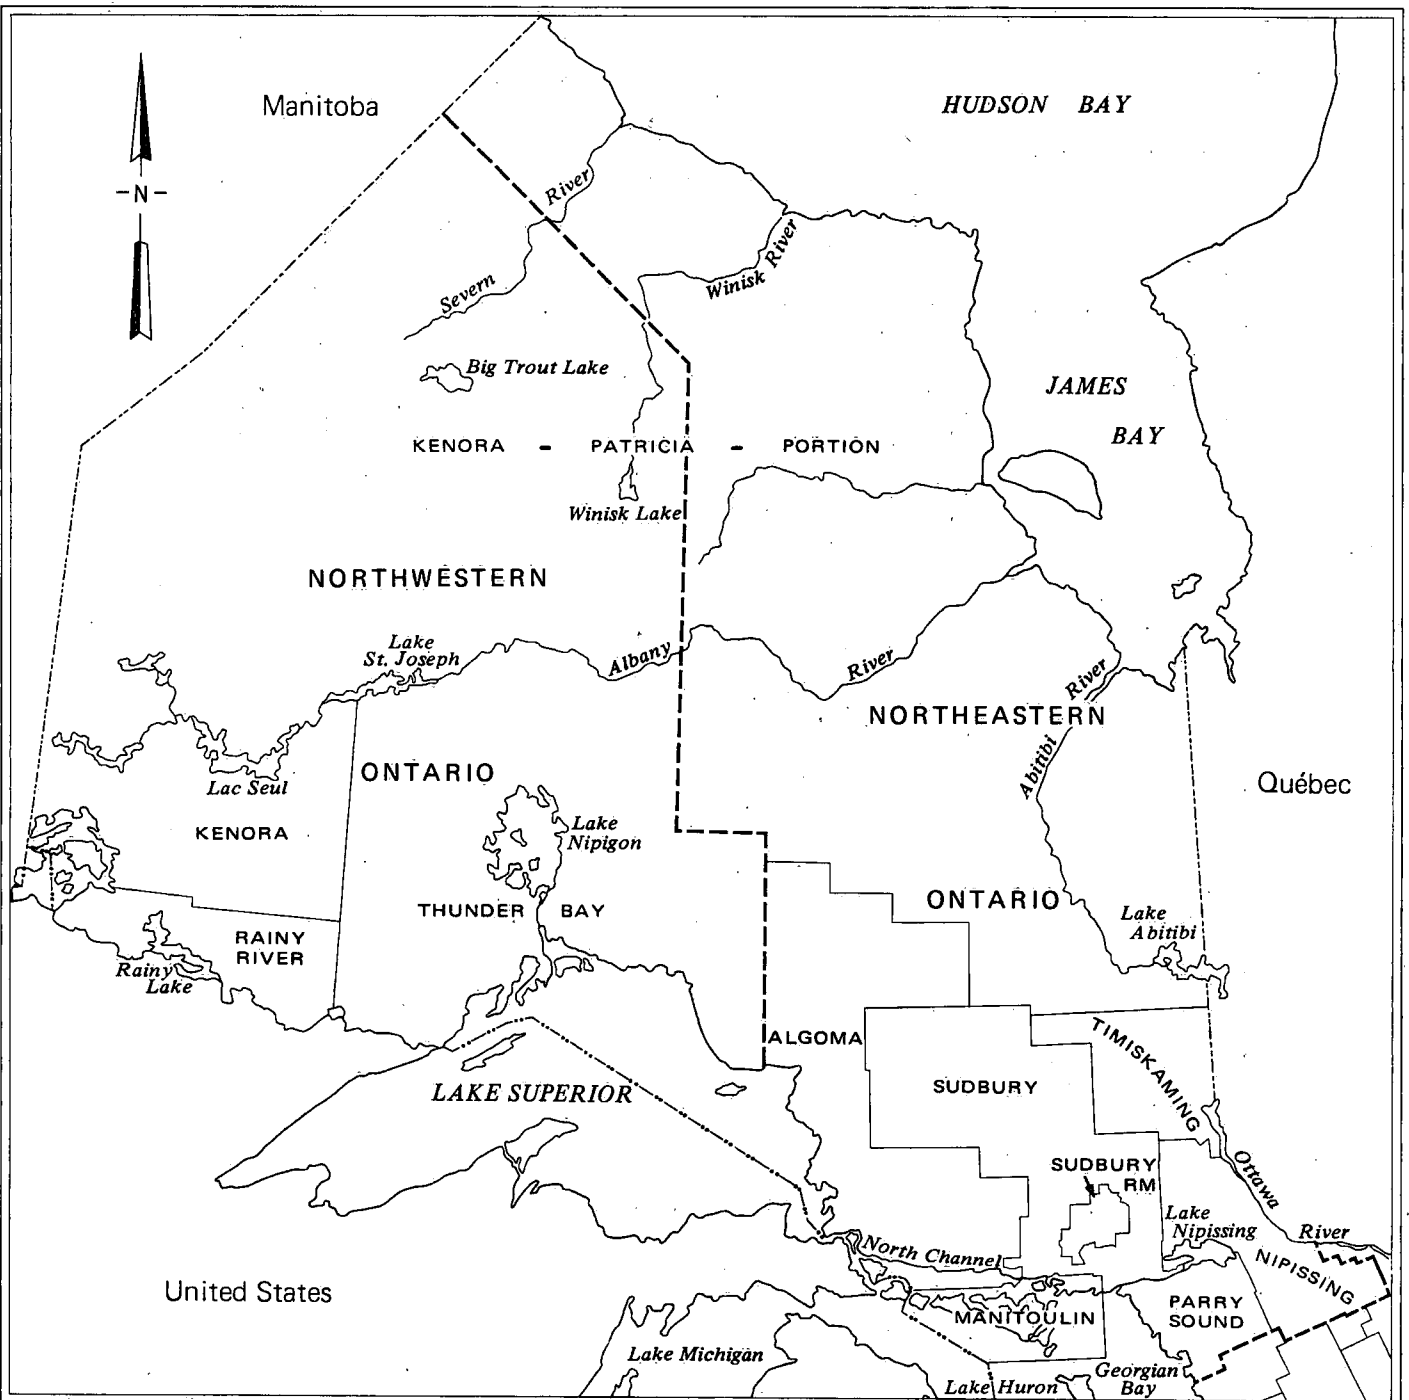 Manitoba
HUDSON BAY
-N-
River
Severn
Winisk River
Big Trout Lake
JAMES
BAY
KENORA - PATRICIA - PORTION
Winisk Lake
NORTHWESTERN
Lake
St. Joseph
Albany
River
River
NORTHEASTERN
Abitibi
ONTARIO
Québec
Lac Seul
KENORA
Lake
Nipigon
ONTARIO
THUNDER BAY
Lake
Abitibi
RAINY
RIVER
Rainy
Lake
ALGOMA
TIMISKAMING
SUDBURY
LAKE SUPERIOR
SUDBURY
RM
Ottawa
River
Lake
Nipissing
North Channel
NIPISSING
United States
MANITOULIN
PARRY
SOUND
Lake Michigan
Georgian
Bay
Lake Huron